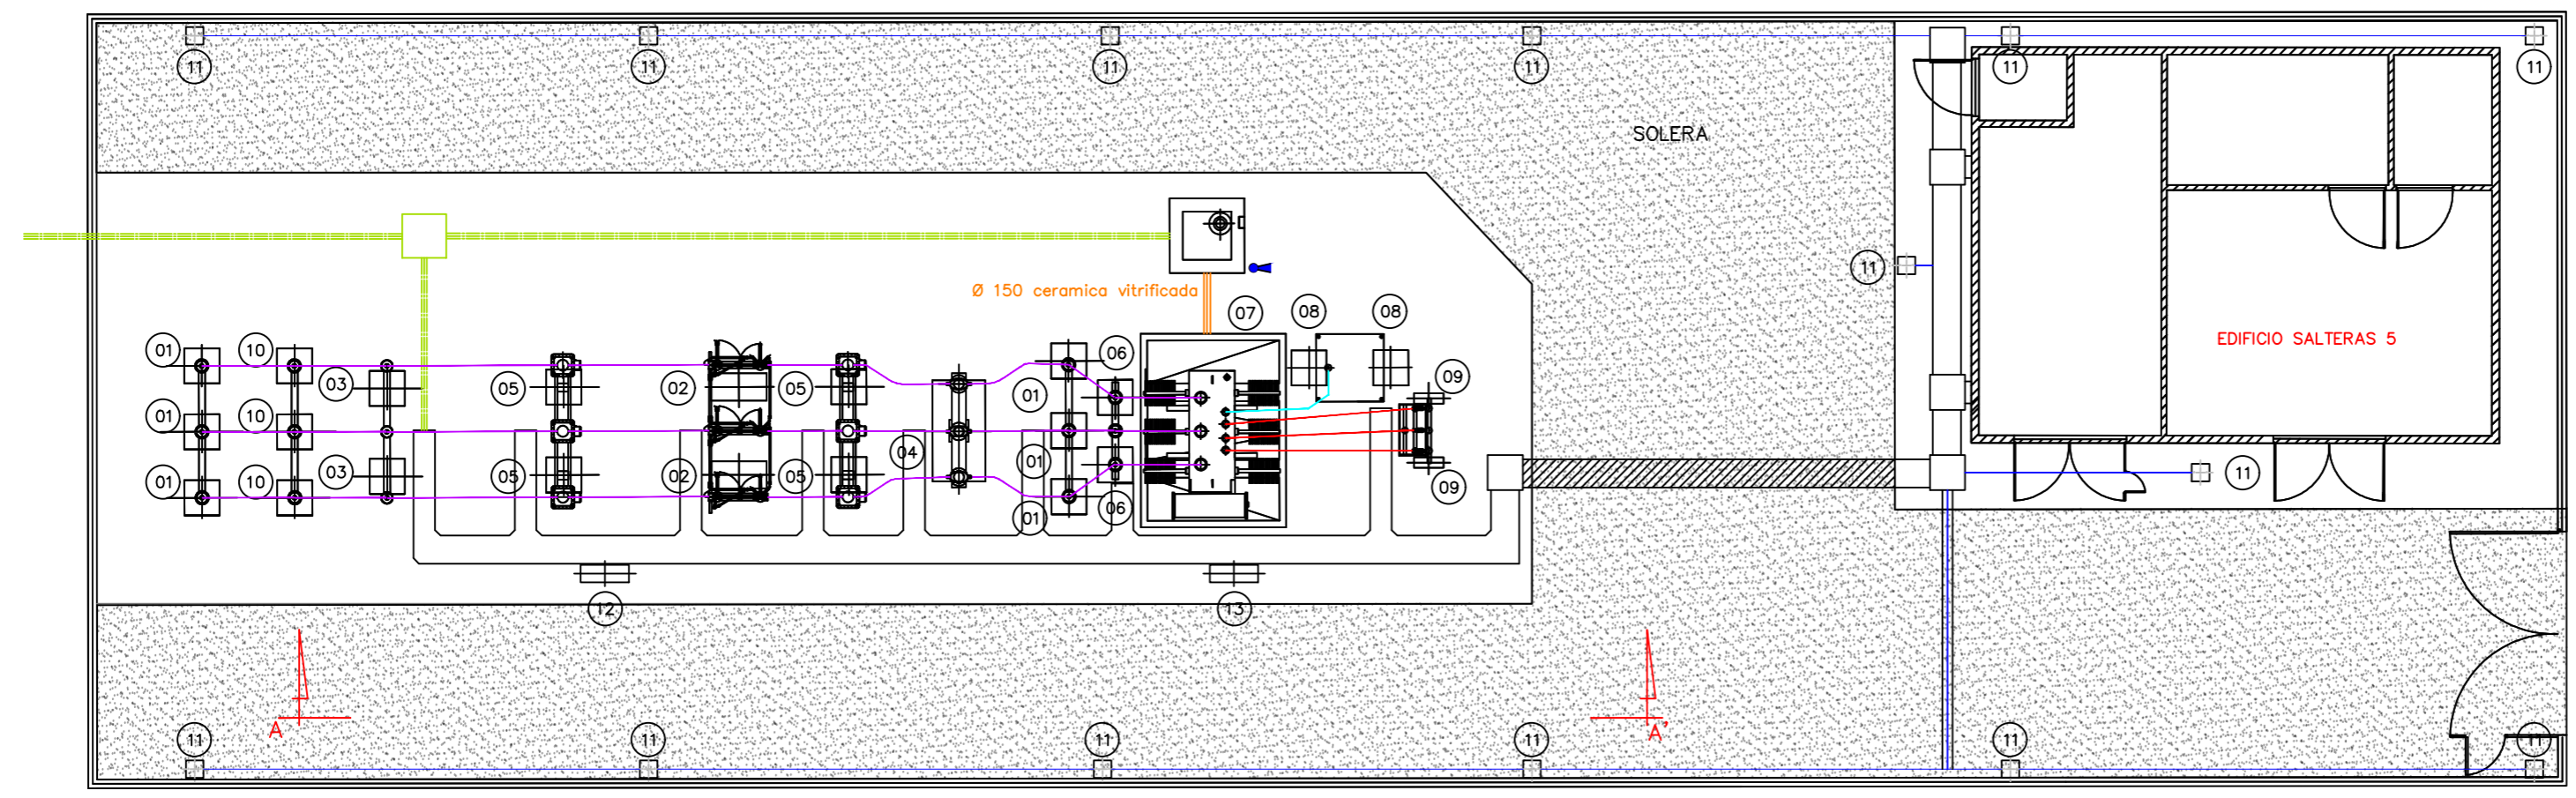 11 11 11 11 11 11
SOLERA
11
Ø 150 ceramica vitrificada
07 08 08
01 10 03 05 02 05 01 06 09
EDIFICIO SALTERAS 5
01 10
04
01 10 03 05 02 05 01 06 09 11
01
12 13
A A'
11 11 11 11 11 11